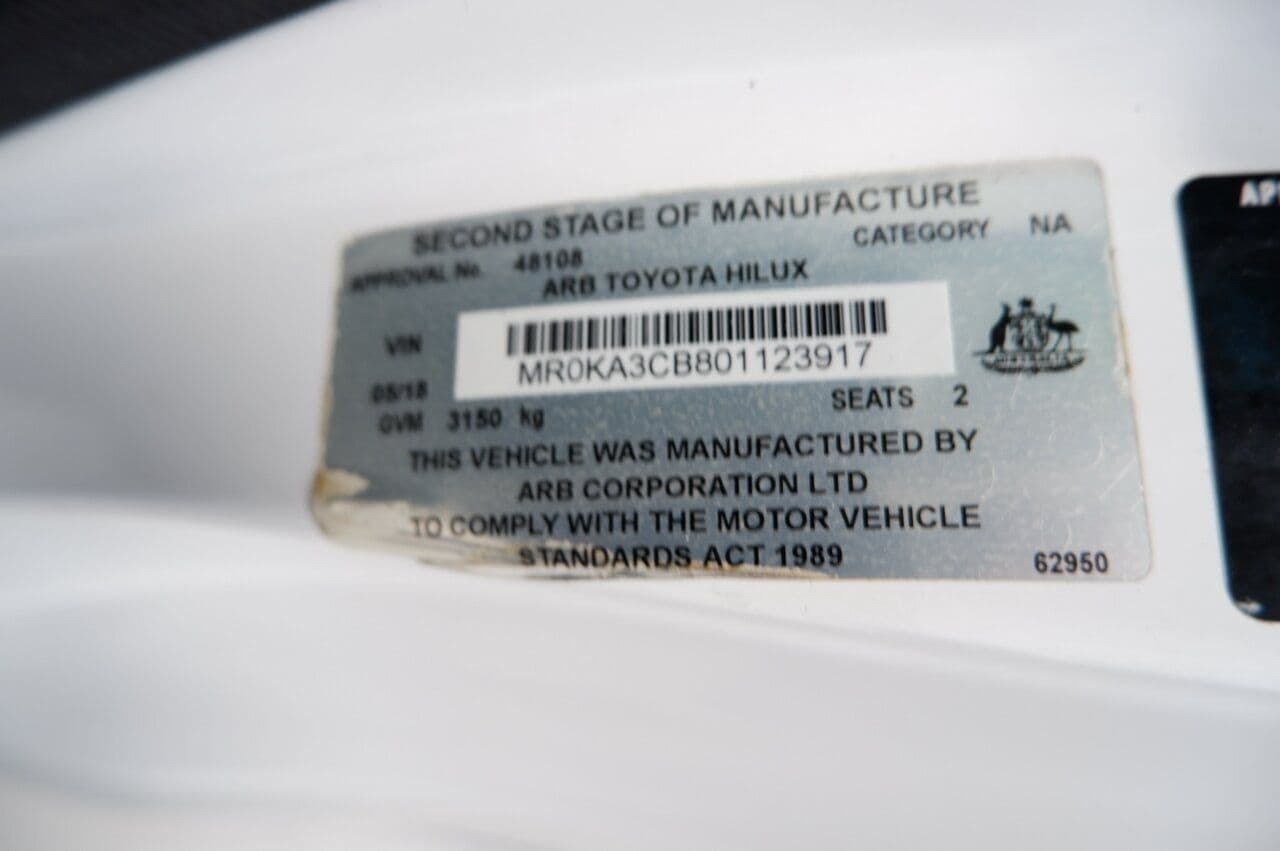 SECOND STAGE OF MANUFACTURE
APPROVAL No. 48108 CATEGORY NA
ARB TOYOTA HILUX
VIN MR0KA3CB801123917
05/18
GVM 3150 kg SEATS 2
THIS VEHICLE WAS MANUFACTURED BY
ARB CORPORATION LTD
TO COMPLY WITH THE MOTOR VEHICLE
STANDARDS ACT 1989
62950